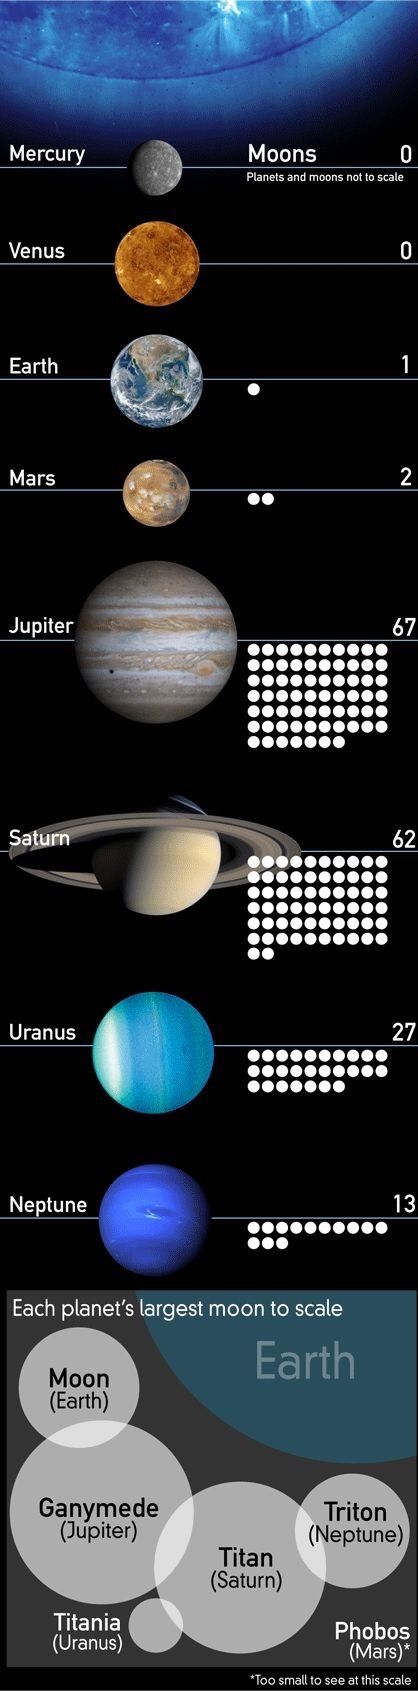 Mercury
Moons 0
Planets and moons not to scale
Venus 0
Earth 1
Mars 2
Jupiter 67
Saturn 62
Uranus 27
Neptune 13
Each planet's largest moon to scale
Earth
Moon
(Earth)
Ganymede
(Jupiter)
Triton
(Neptune)
Titan
(Saturn)
Titania
(Uranus)
Phobos
(Mars)*
*Too small to see at this scale